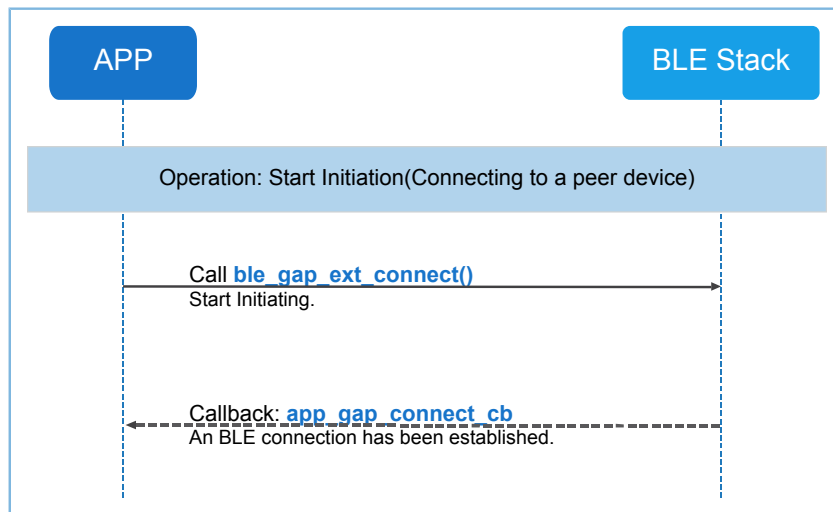 APP
BLE Stack
Operation: Start Initiation(Connecting to a peer device)
Call ble_gap_ext_connect()
Start Initiating.
Callback: app_gap_connect_cb
An BLE connection has been established.